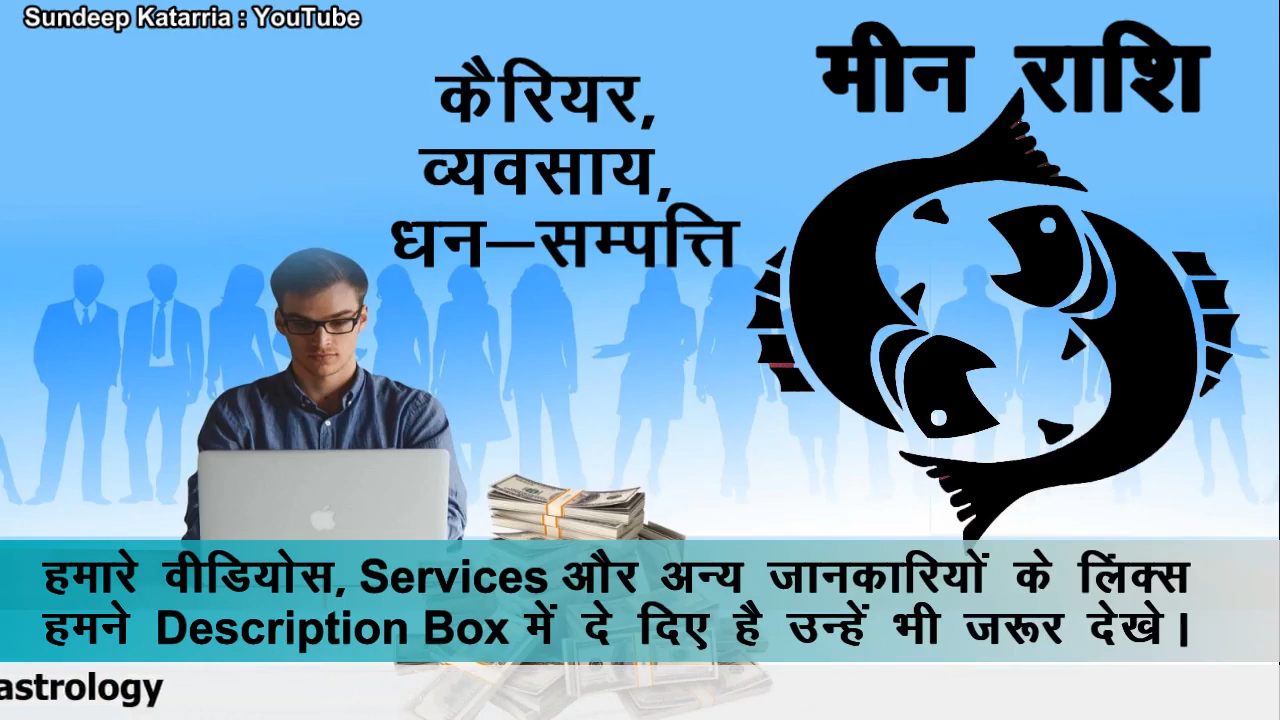 Sundeep Katarria : YouTube
मीन राशि
कैरियर,
व्यवसाय,
धन–सम्पत्ति
हमारे वीडियोस, Services और अन्य जानकारियों के लिंक्स
हमने Description Box में दे दिए है उन्हें भी जरूर देखे।
astrology